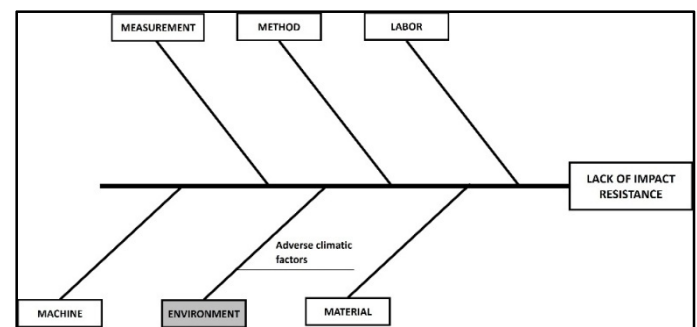 MEASUREMENT
METHOD
LABOR
LACK OF IMPACT
RESISTANCE
Adverse climatic
factors
MACHINE
ENVIRONMENT
MATERIAL